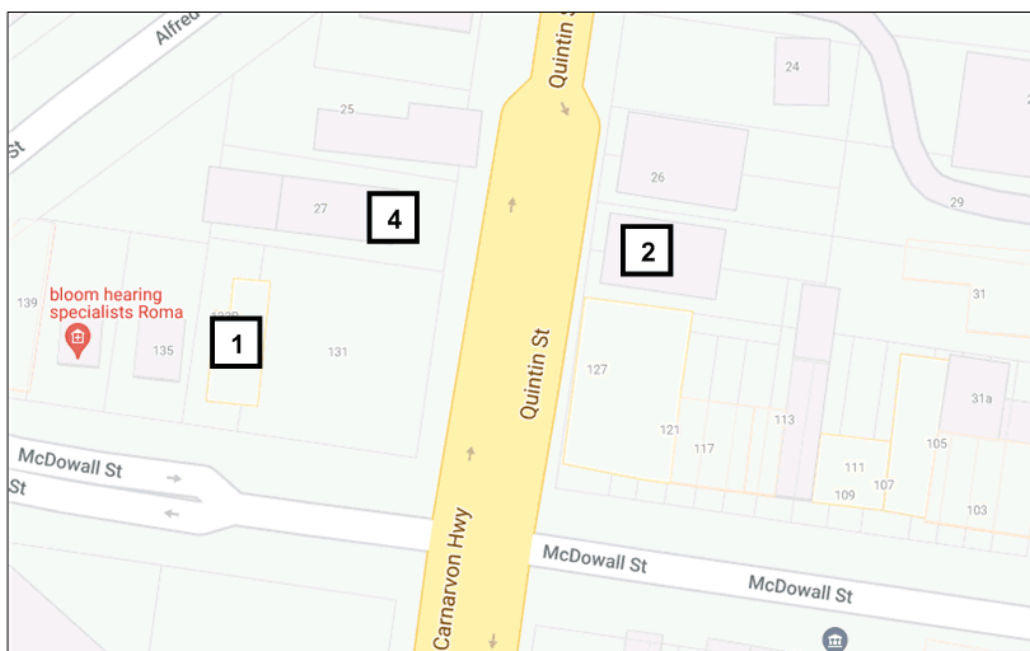 Alfred
Quintin S
24
25
26
St
27
4
29
2
31
139
bloom hearing
specialists Roma
1
135
131
Quintin St
127
121
117
113
31a
105
111
109
107
103
McDowall St
St
Carnarvon Hwy
McDowall St
McDowall St